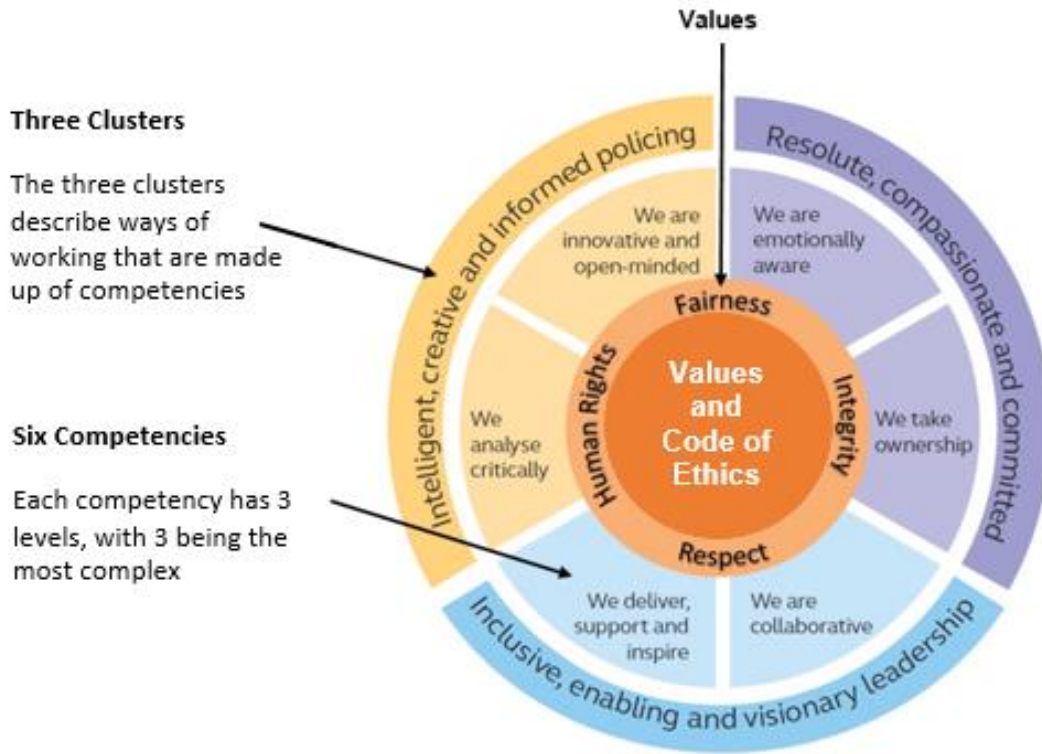 Values
Three Clusters
The three clusters
describe ways of
working that are made
up of competencies
Six Competencies
Each competency has 3
levels, with 3 being the
most complex
Intelligent, creative and informed policing
Resolute, compassionate and committed
Inclusive, enabling and visionary leadership
We are
innovative and
open-minded
We are
emotionally
aware
We
analyse
critically
We take
ownership
We deliver,
support and
inspire
We are
collaborative
Fairness
Human Rights
Integrity
Respect
Values
and
Code of
Ethics